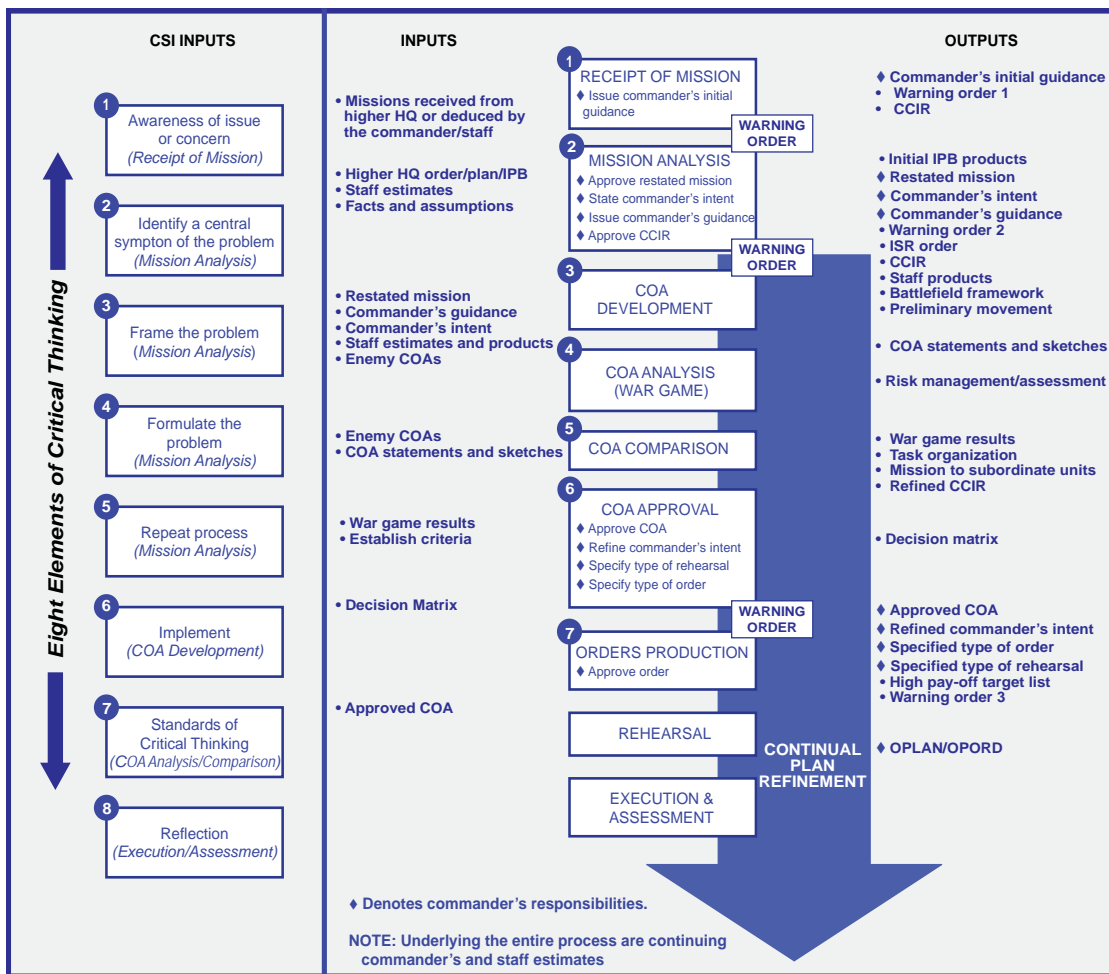 CSI INPUTS
Eight Elements of Critical Thinking
1
Awareness of issue
or concern
(Receipt of Mission)
2
Identify a central
sympton of the problem
(Mission Analysis)
3
Frame the problem
(Mission Analysis)
4
Formulate the
problem
(Mission Analysis)
5
Repeat process
(Mission Analysis)
6
Implement
(COA Development)
7
Standards of
Critical Thinking
(COA Analysis/Comparison)
8
Reflection
(Execution/Assessment)
INPUTS
• Missions received from
higher HQ or deduced by
the commander/staff
• Higher HQ order/plan/IPB
• Staff estimates
• Facts and assumptions
• Restated mission
• Commander’s guidance
• Commander’s intent
• Staff estimates and products
• Enemy COAs
• Enemy COAs
• COA statements and sketches
• War game results
• Establish criteria
• Decision Matrix
• Approved COA
1
RECEIPT OF MISSION
♦ Issue commander’s initial
guidance
WARNING
ORDER
2
MISSION ANALYSIS
♦ Approve restated mission
♦ State commander’s intent
♦ Issue commander’s guidance
♦ Approve CCIR
WARNING
ORDER
3
COA
DEVELOPMENT
4
COA ANALYSIS
(WAR GAME)
5
COA COMPARISON
6
COA APPROVAL
♦ Approve COA
♦ Refine commander’s intent
♦ Specify type of rehearsal
♦ Specify type of order
WARNING
ORDER
7
ORDERS PRODUCTION
♦ Approve order
REHEARSAL
EXECUTION &
ASSESSMENT
CONTINUAL
PLAN
REFINEMENT
OUTPUTS
♦ Commander’s initial guidance
• Warning order 1
• CCIR
• Initial IPB products
♦ Restated mission
♦ Commander’s intent
♦ Commander’s guidance
• Warning order 2
• ISR order
• CCIR
• Staff products
• Battlefield framework
• Preliminary movement
• COA statements and sketches
• Risk management/assessment
• War game results
• Task organization
• Mission to subordinate units
• Refined CCIR
• Decision matrix
♦ Approved COA
♦ Refined commander’s intent
♦ Specified type of order
♦ Specified type of rehearsal
• High pay-off target list
• Warning order 3
♦ OPLAN/OPORD
♦ Denotes commander’s responsibilities.
NOTE: Underlying the entire process are continuing
commander’s and staff estimates